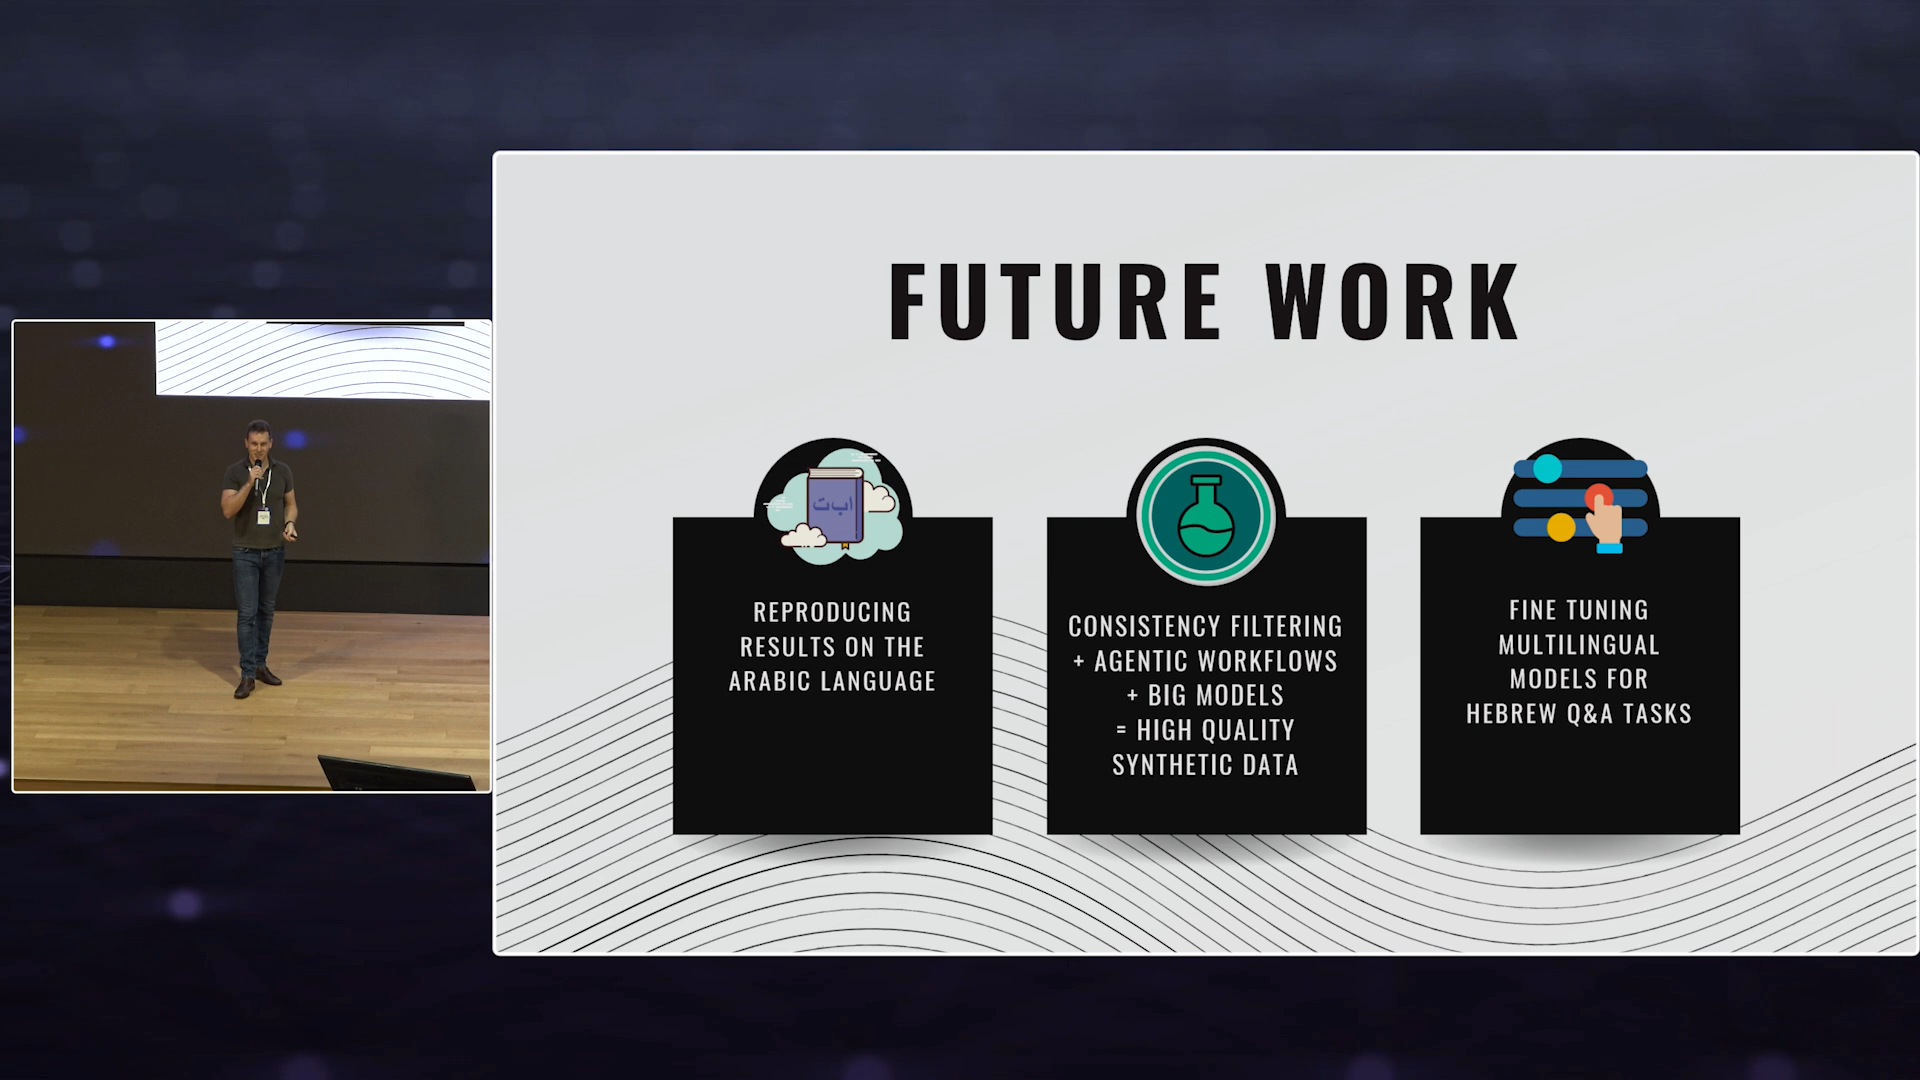 FUTURE WORK
أ ب ت
REPRODUCING
RESULTS ON THE
ARABIC LANGUAGE
CONSISTENCY FILTERING
+ AGENTIC WORKFLOWS
+ BIG MODELS
= HIGH QUALITY
SYNTHETIC DATA
FINE TUNING
MULTILINGUAL
MODELS FOR
HEBREW Q&A TASKS